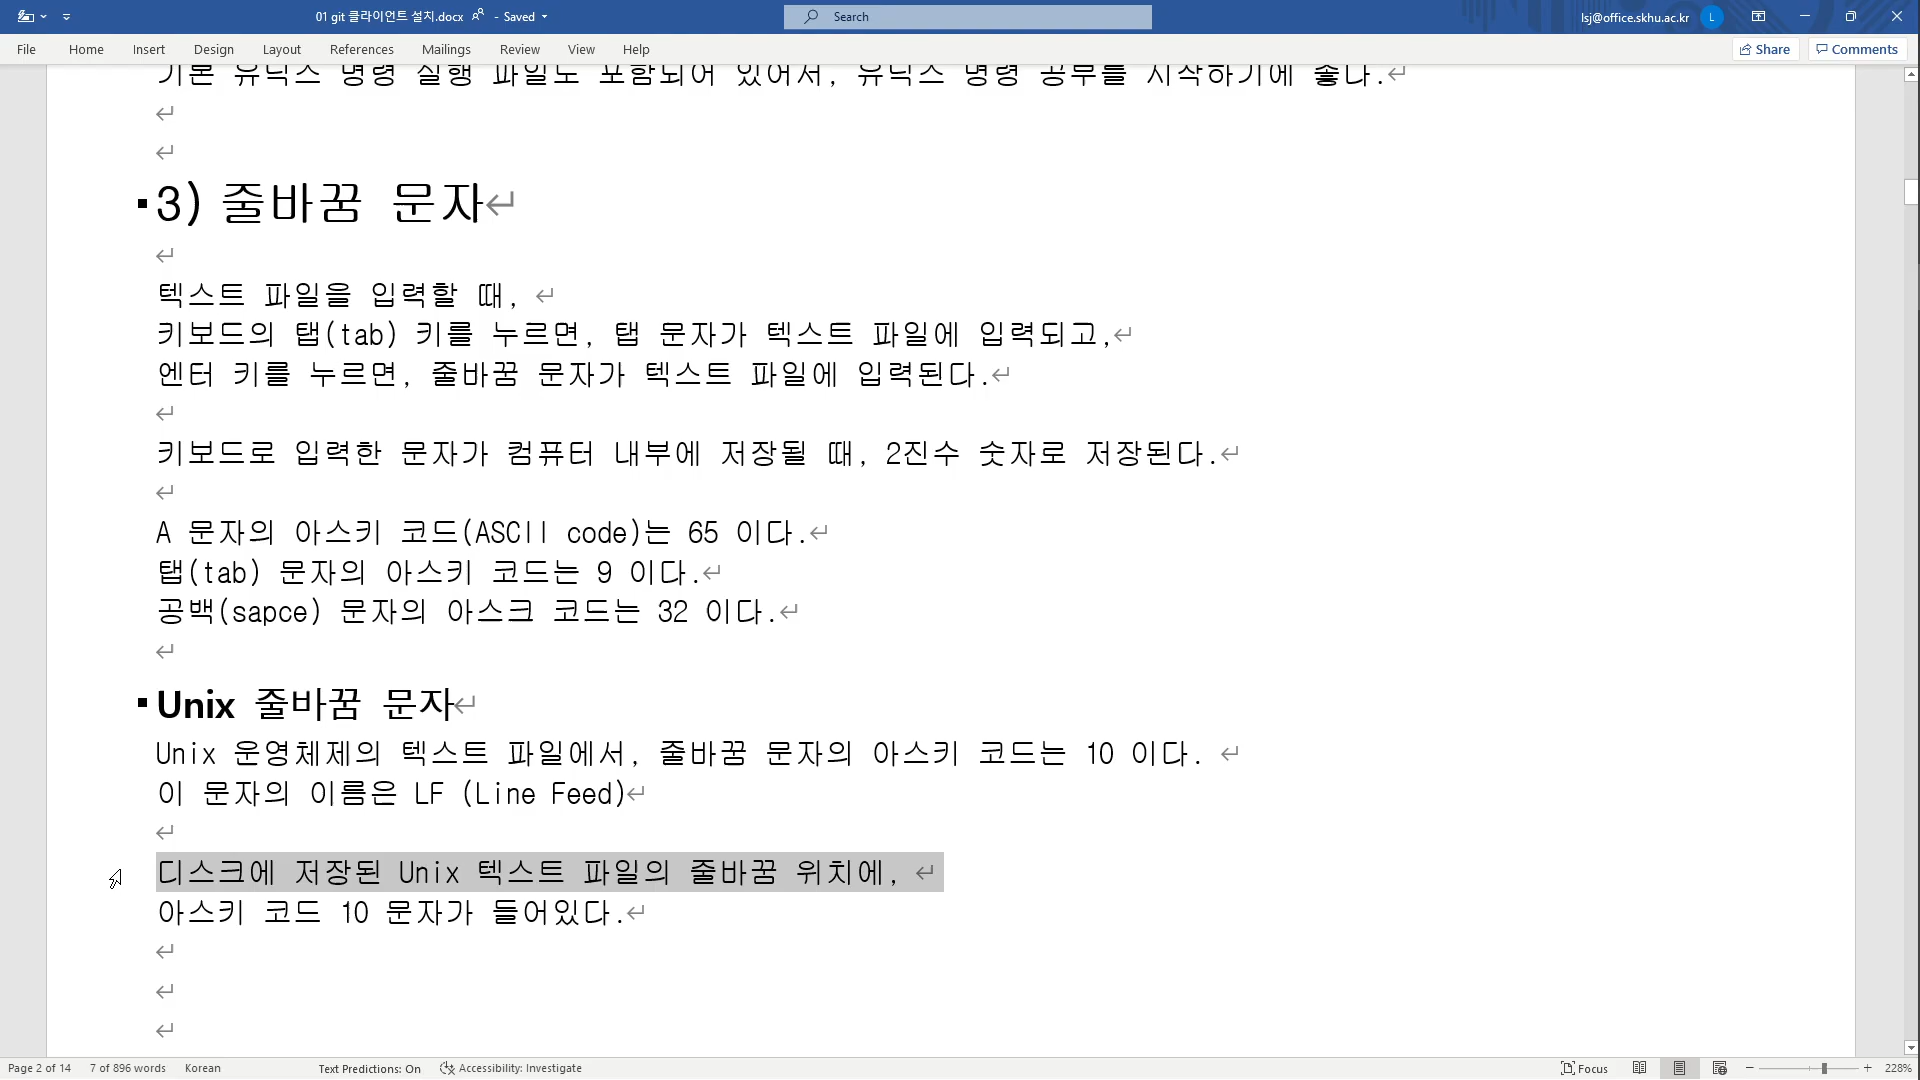 01 git 클라이언트 설치.docx - Saved
Search
lsj@office.skhu.ac.kr L
File Home Insert Design Layout References Mailings Review View Help Share Comments
기본 유닉스 명령 실행 파일도 포함되어 있어서, 유닉스 명령 공부를 시작하기에 좋다.
3) 줄바꿈 문자
텍스트 파일을 입력할 때,
키보드의 탭(tab) 키를 누르면, 탭 문자가 텍스트 파일에 입력되고,
엔터 키를 누르면, 줄바꿈 문자가 텍스트 파일에 입력된다.
키보드로 입력한 문자가 컴퓨터 내부에 저장될 때, 2진수 숫자로 저장된다.
A 문자의 아스키 코드(ASCII code)는 65 이다.
탭(tab) 문자의 아스키 코드는 9 이다.
공백(sapce) 문자의 아스크 코드는 32 이다.
Unix 줄바꿈 문자
Unix 운영체제의 텍스트 파일에서, 줄바꿈 문자의 아스키 코드는 10 이다.
이 문자의 이름은 LF (Line Feed)
디스크에 저장된 Unix 텍스트 파일의 줄바꿈 위치에,
아스키 코드 10 문자가 들어있다.
Page 2 of 14 7 of 896 words Korean Text Predictions: On Accessibility: Investigate Focus 228%